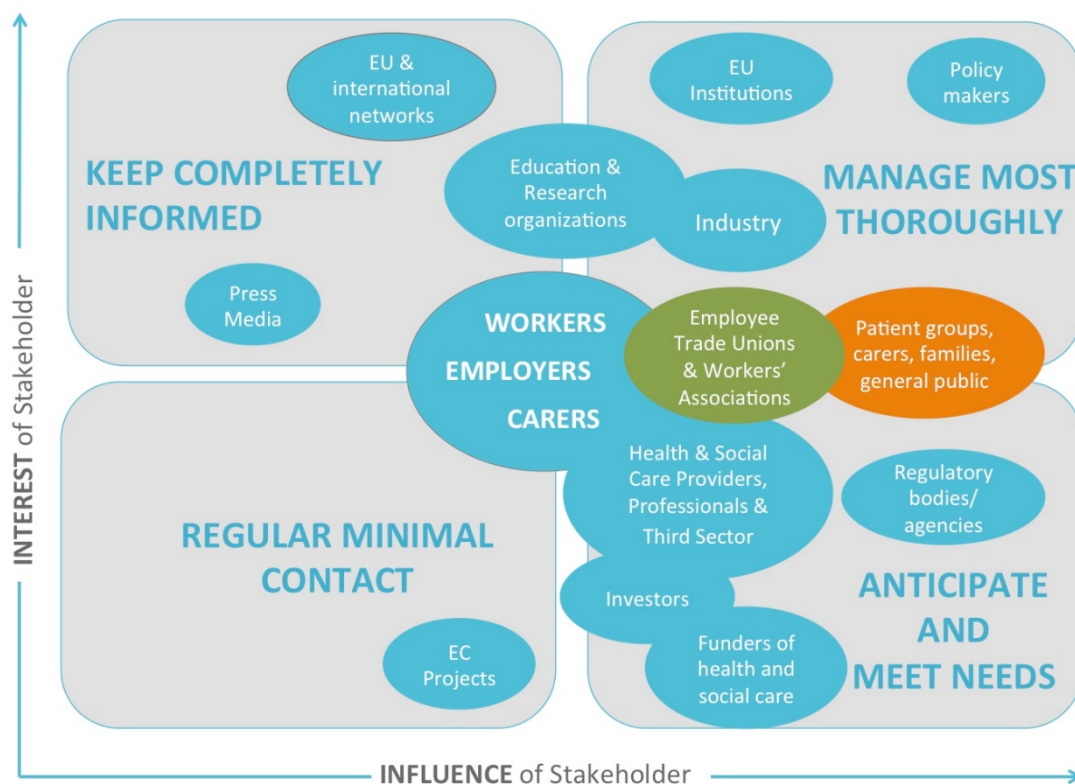 EU &
international
networks
EU
Institutions
Policy
makers
KEEP COMPLETELY
INFORMED
Education &
Research
organizations
Industry
MANAGE MOST
THOROUGHLY
Press
Media
WORKERS
EMPLOYERS
CARERS
Employee
Trade Unions
& Workers’
Associations
Patient groups,
carers, families,
general public
REGULAR MINIMAL
CONTACT
Health & Social
Care Providers,
Professionals &
Third Sector
Regulatory
bodies/
agencies
EC
Projects
Investors
Funders of
health and
social care
ANTICIPATE
AND
MEET NEEDS
INTEREST of Stakeholder
INFLUENCE of Stakeholder